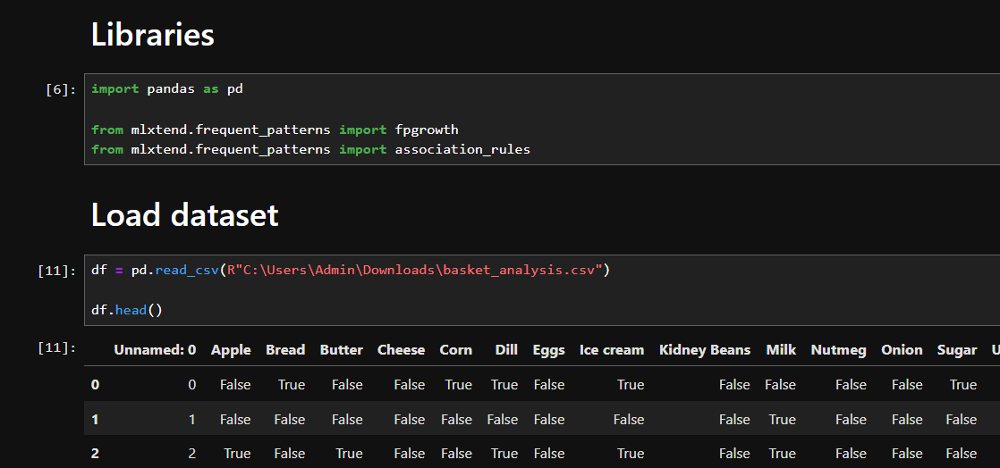 Libraries
[6]: import pandas as pd
from mlxtend.frequent_patterns import fpgrowth
from mlxtend.frequent_patterns import association_rules
Load dataset
[11]: df = pd.read_csv(R"C:\Users\Admin\Downloads\basket_analysis.csv")
df.head()
[11]: Unnamed: 0 Apple Bread Butter Cheese Corn Dill Eggs Ice cream Kidney Beans Milk Nutmeg Onion Sugar
0 0 False True False False True True False True False False False False True
1 1 False False False False False False False False False True False False False
2 2 True False True False False True False True False True False False False